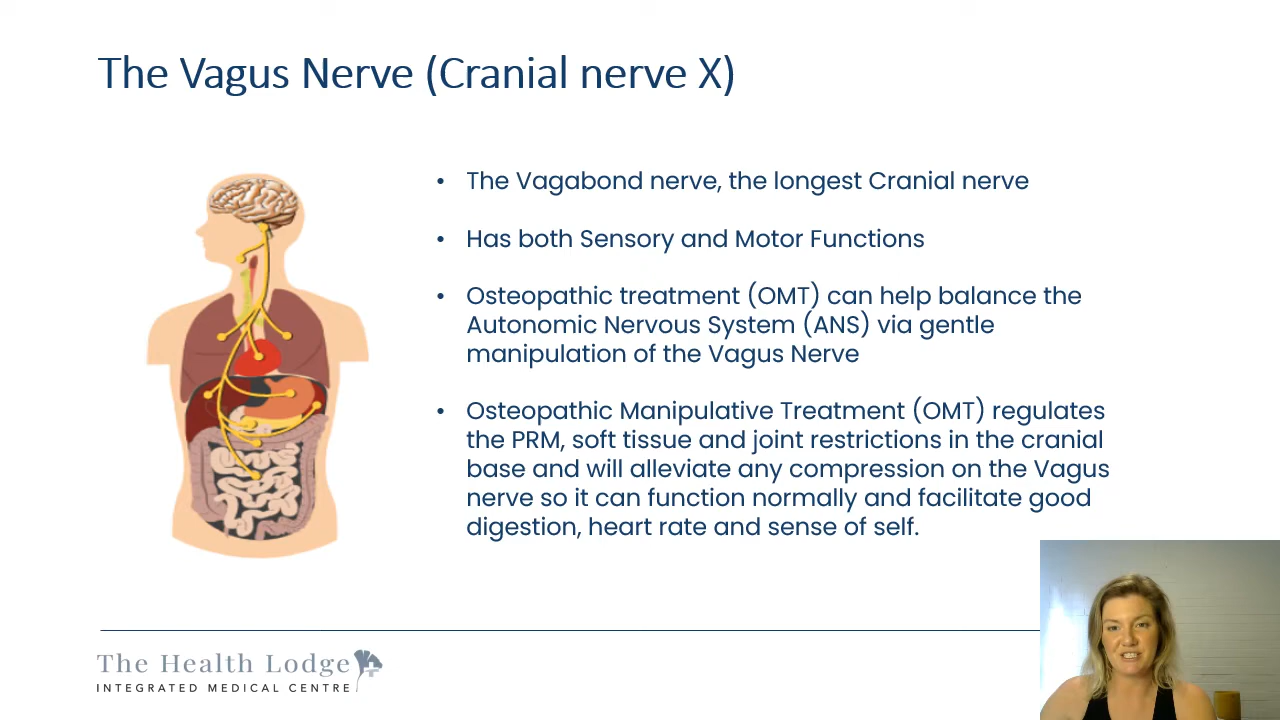 The Vagus Nerve (Cranial nerve X)
• The Vagabond nerve, the longest Cranial nerve
• Has both Sensory and Motor Functions
• Osteopathic treatment (OMT) can help balance the
Autonomic Nervous System (ANS) via gentle
manipulation of the Vagus Nerve
• Osteopathic Manipulative Treatment (OMT) regulates
the PRM, soft tissue and joint restrictions in the cranial
base and will alleviate any compression on the Vagus
nerve so it can function normally and facilitate good
digestion, heart rate and sense of self.
The Health Lodge
INTEGRATED MEDICAL CENTRE